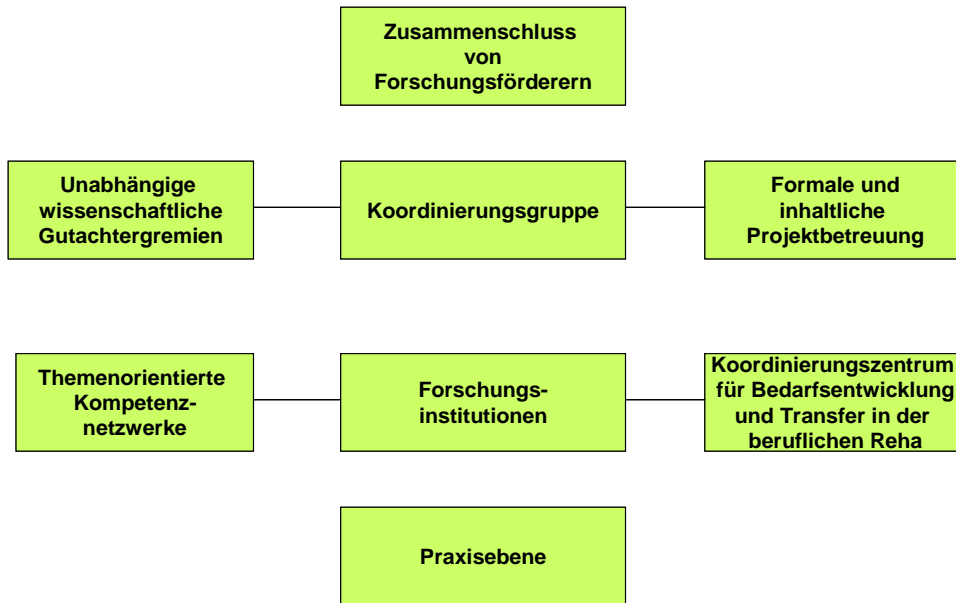 Zusammenschluss
von
Forschungsförderern
Unabhängige
wissenschaftliche
Gutachtergremien
Koordinierungsgruppe
Formale und
inhaltliche
Projektbetreuung
Themenorientierte
Kompetenz-
netzwerke
Forschungs-
institutionen
Koordinierungszentrum
für Bedarfsentwicklung
und Transfer in der
beruflichen Reha
Praxisebene